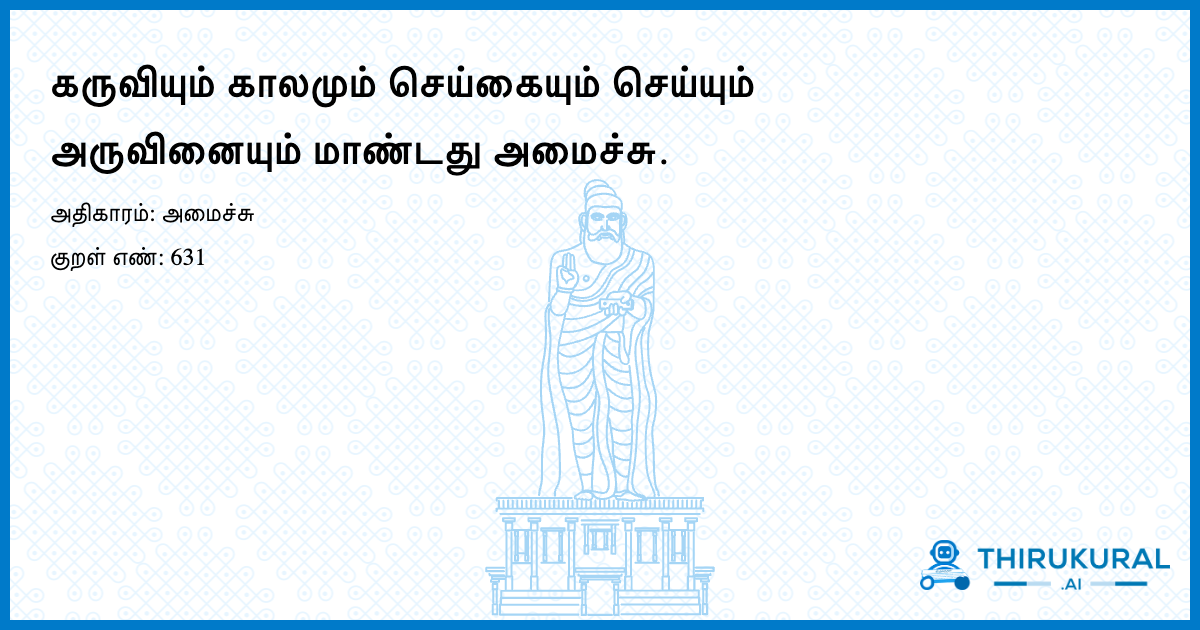 கருவியும் காலமும் செய்கையும் செய்யும்
அருவினையும் மாண்டது அமைச்சு.
அதிகாரம்: அமைச்சு
குறள் எண்: 631
THIRUKURAL
.AI